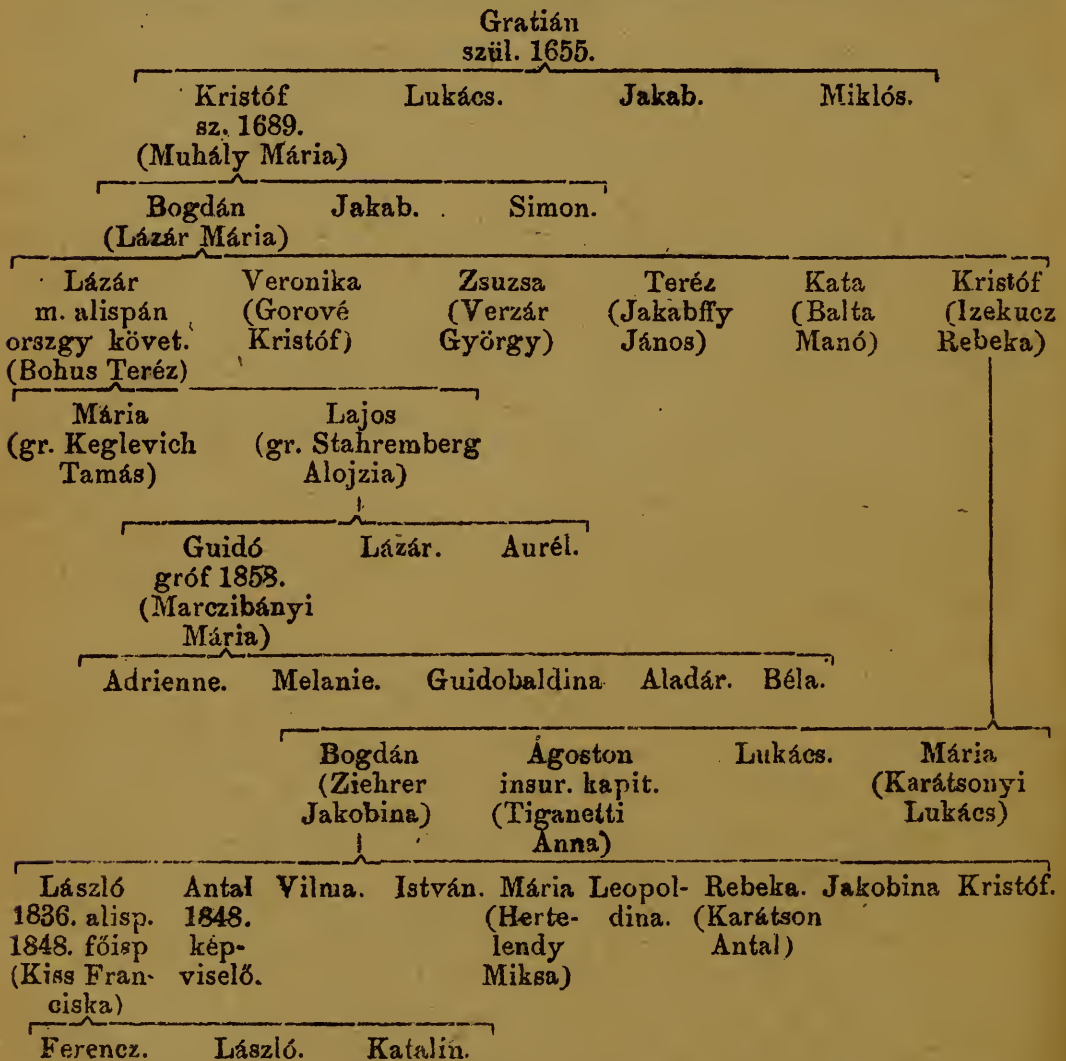 Gratián
szül. 1655.
Kristóf Lukács. Jakab. Miklós.
sz. 1689.
(Muhály Mária)
Bogdán Jakab. Simon.
(Lázár Mária)
Lázár Veronika Zsuzsa Teréz Kata Kristóf
m. alispán (Gorové (Verzár (Jakabffy (Balta (Izekucz
orszgy követ. Kristóf) György) János) Manó) Rebeka)
(Bohus Teréz)
Mária Lajos
(gr. Keglevich (gr. Stahremberg
Tamás) Alojzia)
Guidó Lázár. Aurél.
gróf 1858.
(Marczibányi
Mária)
Adrienne. Melanie. Guidobaldina Aladár. Béla.
Bogdán Ágoston Lukács. Mária
(Ziehrer insur. kapit. (Karátsonyi
Jakobina) (Tiganetti Lukács)
Anna)
László Antal Vilma. István. Mária Leopol- Rebeka. Jakobina Kristóf.
1836. alisp. 1848. (Herte- dina. (Karátson
1848. főisp kép- lendy Antal)
(Kiss Fran- viselő. Miksa)
ciska)
Ferencz. László. Katalin.